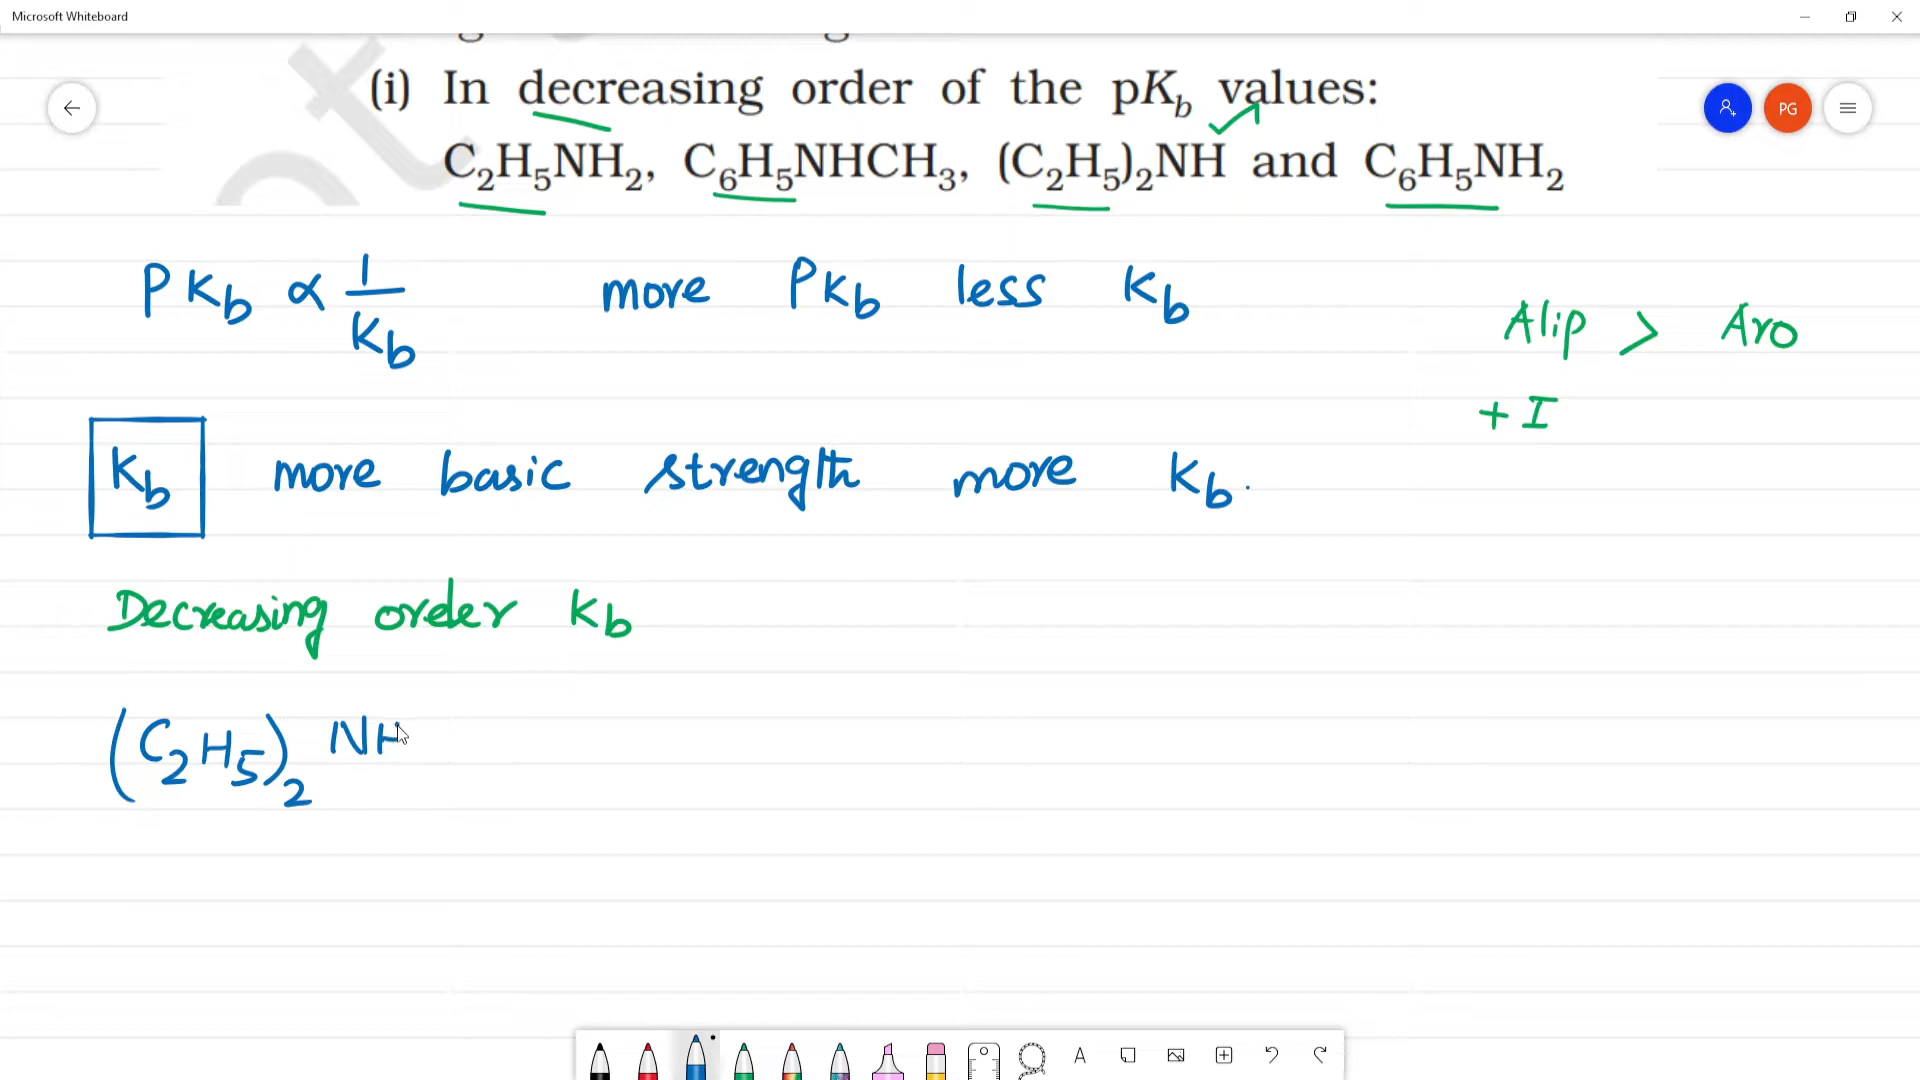 Microsoft Whiteboard
(i) In decreasing order of the pKb values:
C2H5NH2, C6H5NHCH3, (C2H5)2NH and C6H5NH2
PG
PKb ∝ 1/Kb more PKb less Kb
Alip > Aro
+I
Kb more basic strength more Kb.
Decreasing order Kb
(C2H5)2 NH
A